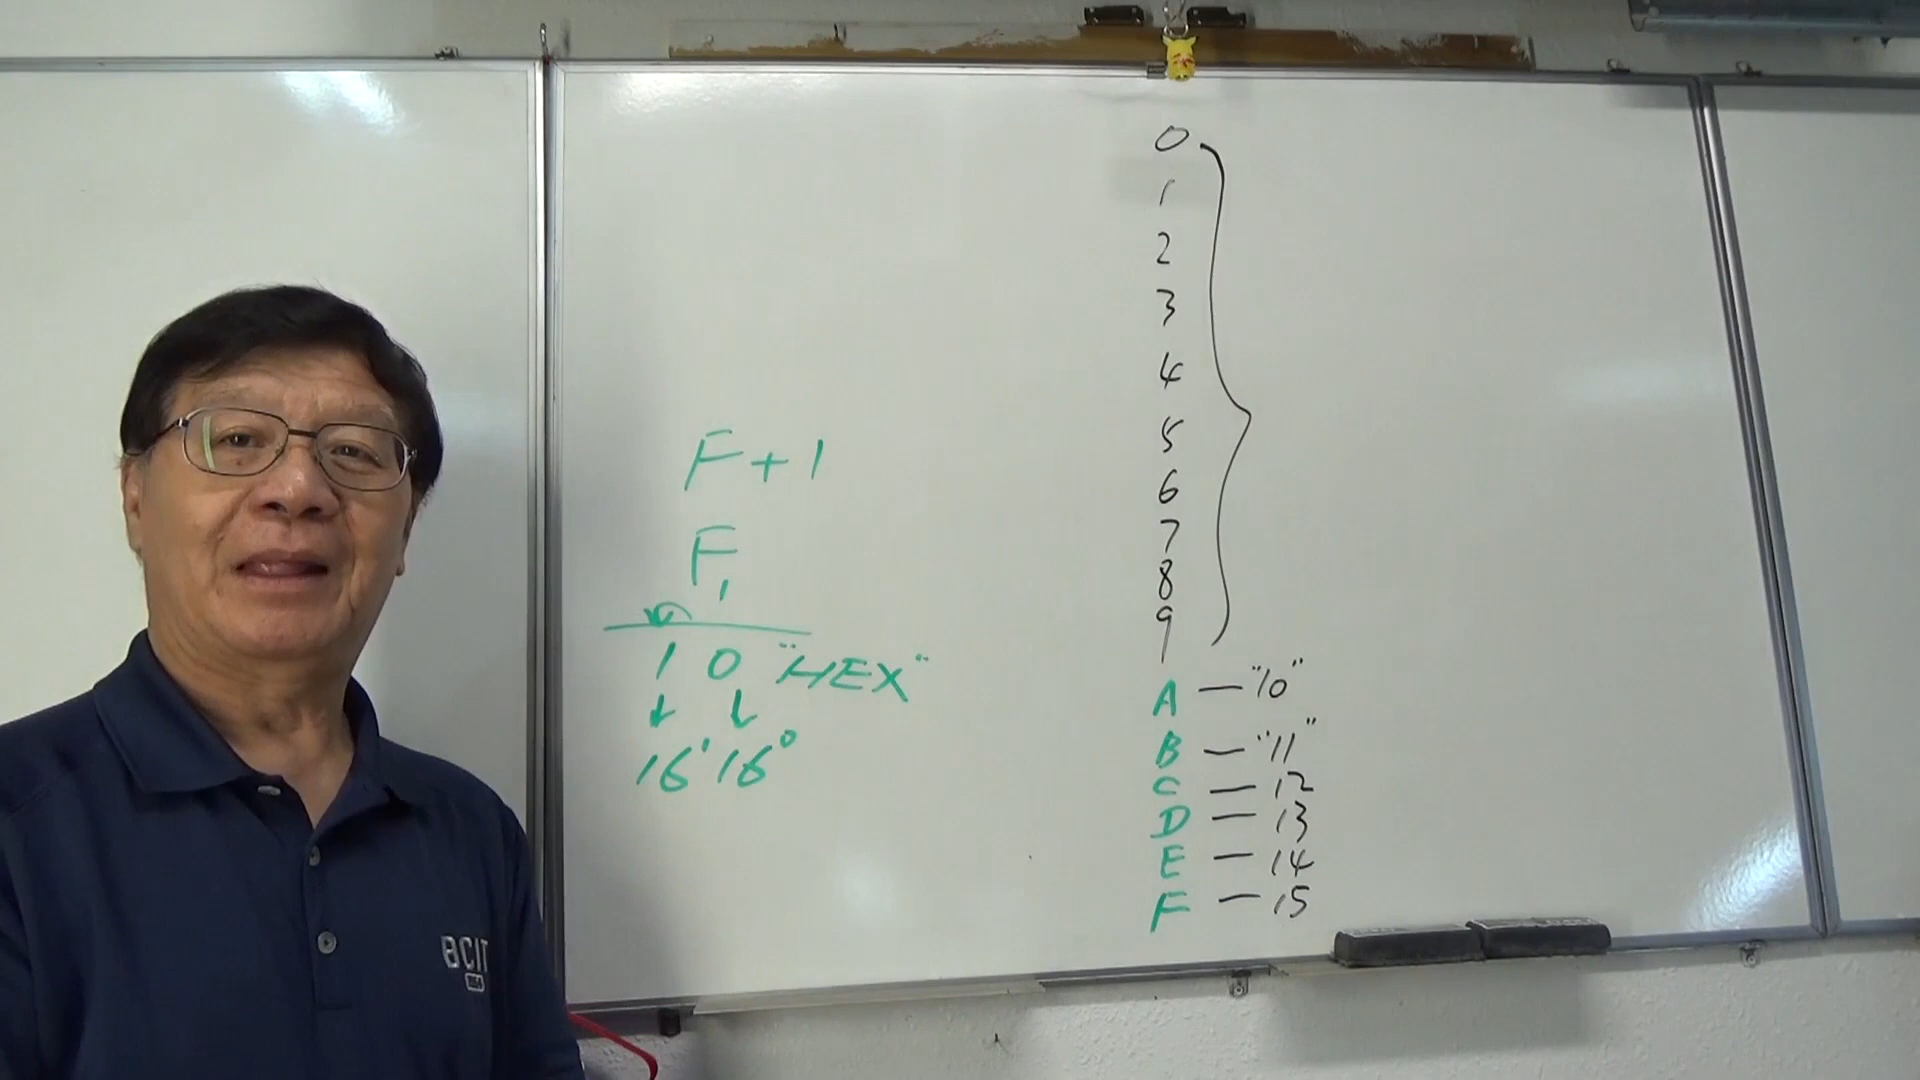 F+1
F
1
1 0 "HEX"
16¹ 16⁰
0
1
2
3
4
5
6
7
8
9
A — "10"
B — "11"
C — 12
D — 13
E — 14
F — 15
BCIT